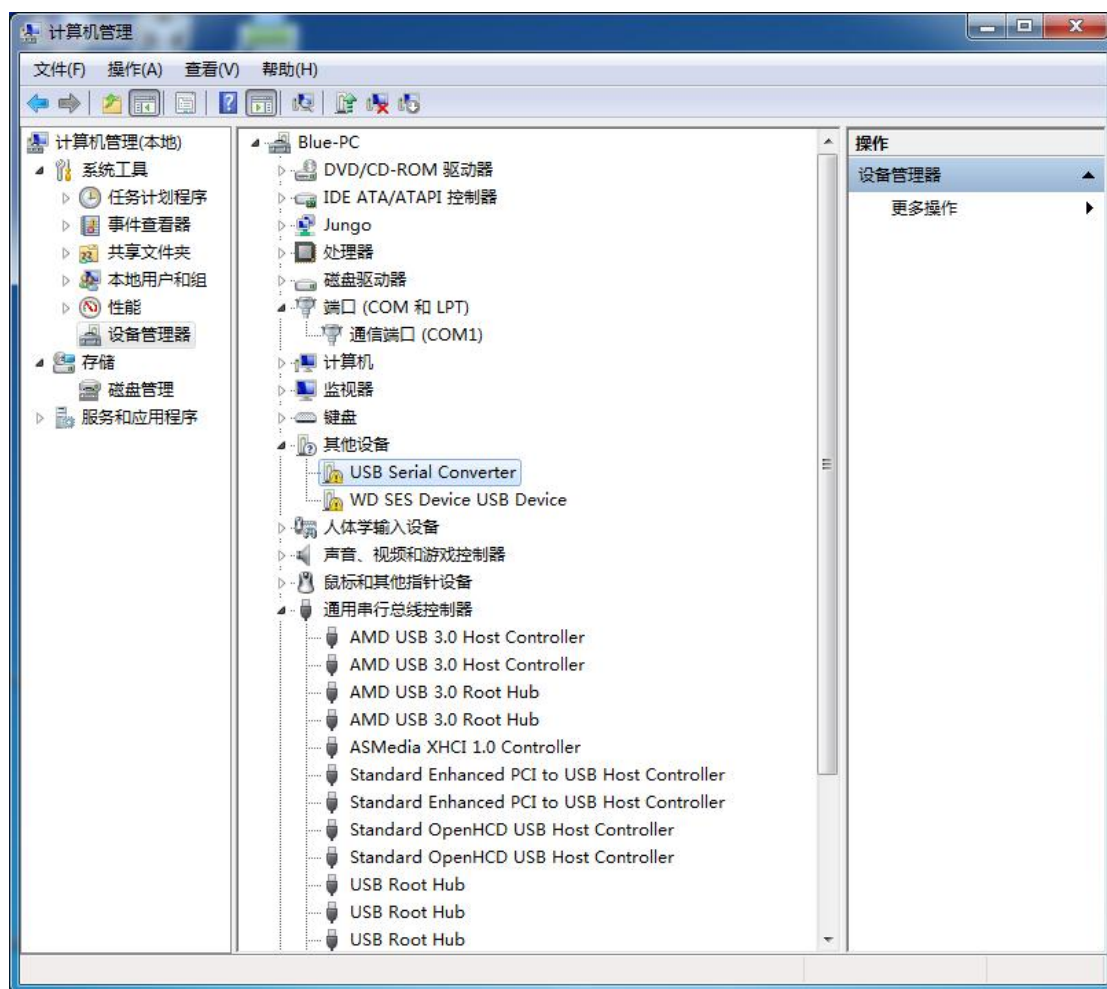 计算机管理
文件(F) 操作(A) 查看(V) 帮助(H)
计算机管理(本地)
系统工具
任务计划程序
事件查看器
共享文件夹
本地用户和组
性能
设备管理器
存储
磁盘管理
服务和应用程序
Blue-PC
DVD/CD-ROM 驱动器
IDE ATA/ATAPI 控制器
Jungo
处理器
磁盘驱动器
端口 (COM 和 LPT)
通信端口 (COM1)
计算机
监视器
键盘
其他设备
USB Serial Converter
WD SES Device USB Device
人体学输入设备
声音、视频和游戏控制器
鼠标和其他指针设备
通用串行总线控制器
AMD USB 3.0 Host Controller
AMD USB 3.0 Host Controller
AMD USB 3.0 Root Hub
AMD USB 3.0 Root Hub
ASMedia XHCI 1.0 Controller
Standard Enhanced PCI to USB Host Controller
Standard Enhanced PCI to USB Host Controller
Standard OpenHCD USB Host Controller
Standard OpenHCD USB Host Controller
USB Root Hub
USB Root Hub
USB Root Hub
操作
设备管理器
更多操作